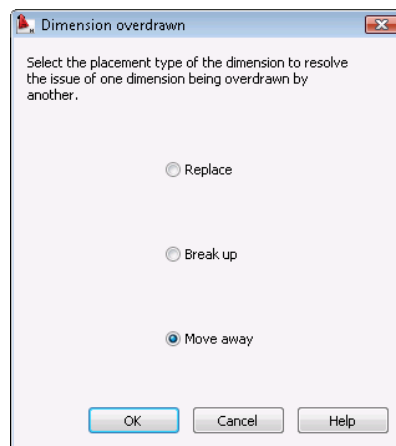 Dimension overdrawn
Select the placement type of the dimension to resolve
the issue of one dimension being overdrawn by
another.
Replace
Break up
Move away
OK Cancel Help